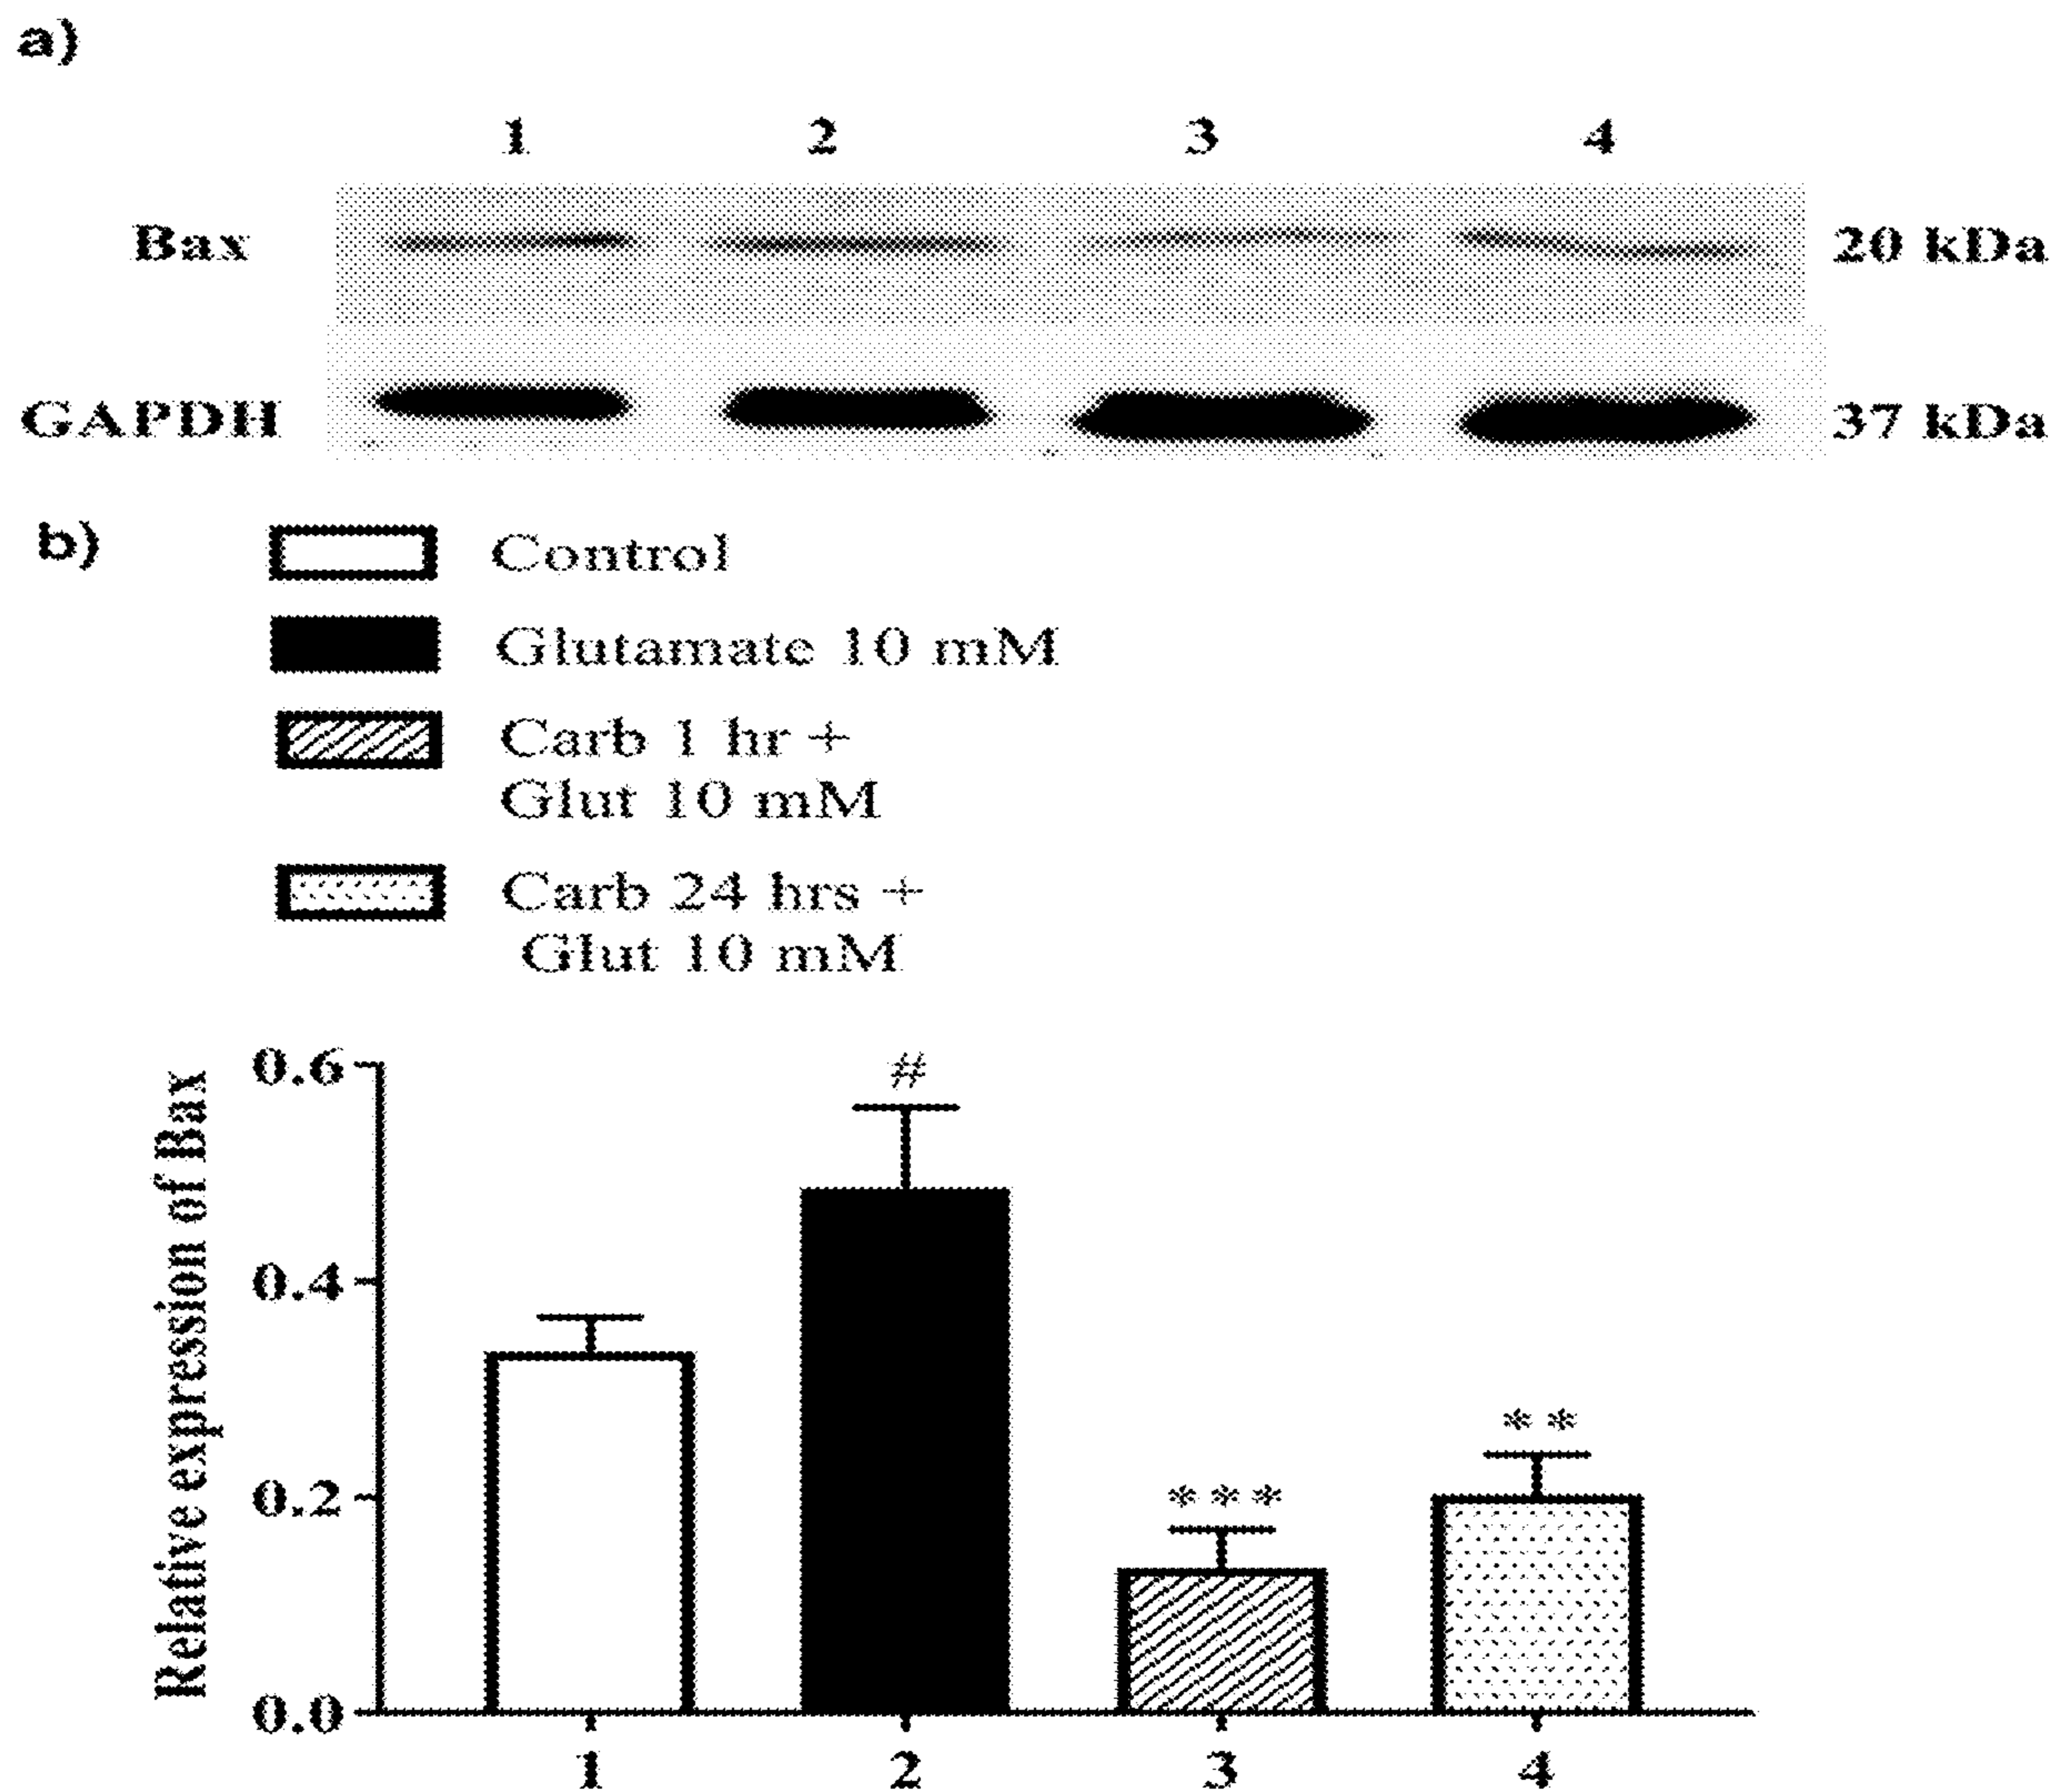 a)
1 2 3 4
Bax 20 kDa
GAPDH 37 kDa
b)
Control
Glutamate 10 mM
Carb 1 hr +
Glut 10 mM
Carb 24 hrs +
Glut 10 mM
Relative expression of Bax
0.6
#
0.4
**
0.2
***
0.0
1 2 3 4